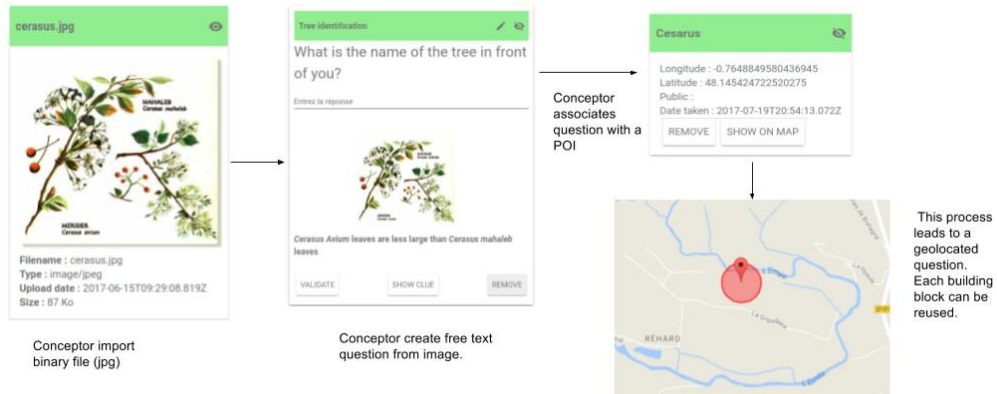 cerasus.jpg
MAHALEB
Cerasus mahaleb
MERISIER
Cerasus avium
Filename : cerasus.jpg
Type : image/jpeg
Upload date : 2017-06-15T09:29:08.819Z
Size : 87 Ko
Conceptor import
binary file (jpg)
Tree identification
What is the name of the tree in front
of you?
Entrez la réponse
Cerasus Avium leaves are less large than Cerasus mahaleb
leaves
VALIDATE
SHOW CLUE
REMOVE
Conceptor create free text
question from image.
Conceptor
associates
question with a
POI
Cesarus
Longitude : -0.7648849580436945
Latitude : 48.145424722520275
Public :
Date taken : 2017-07-19T20:54:13.072Z
REMOVE
SHOW ON MAP
RÉHARD
This process
leads to a
geolocated
question.
Each building
block can be
reused.